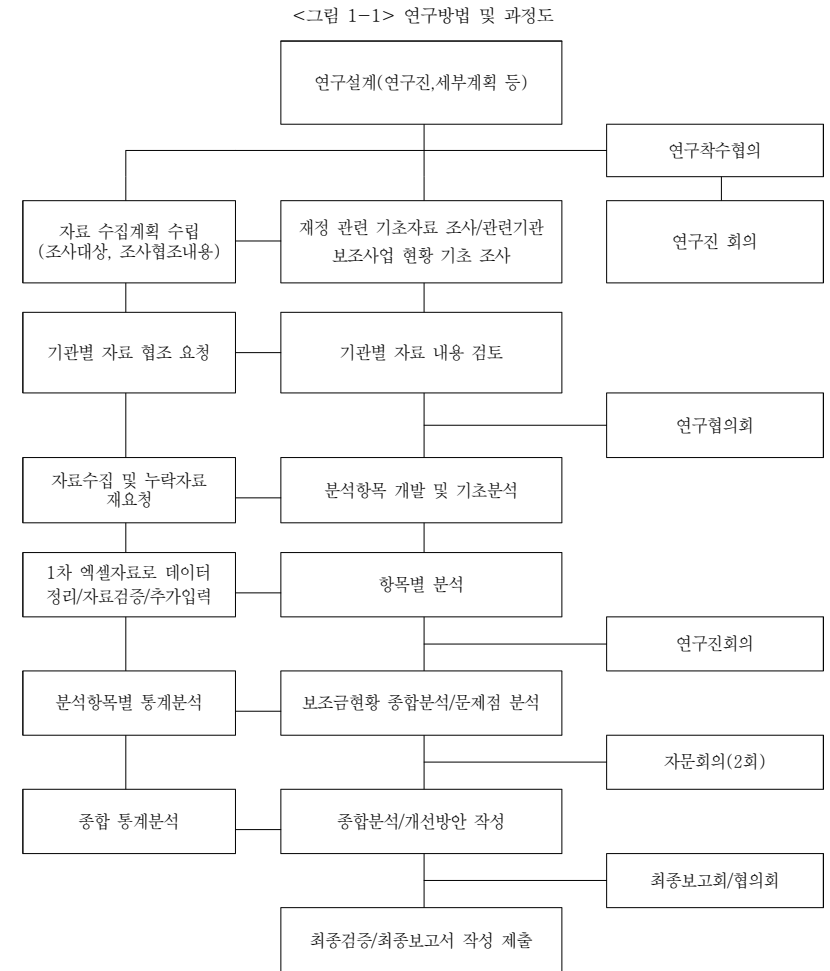 <그림 1-1> 연구방법 및 과정도
연구설계(연구진,세부계획 등)
연구착수협의
자료 수집계획 수립
(조사대상, 조사협조내용)
재정 관련 기초자료 조사/관련기관
보조사업 현황 기초 조사
연구진 회의
기관별 자료 협조 요청
기관별 자료 내용 검토
연구협의회
자료수집 및 누락자료
재요청
분석항목 개발 및 기초분석
1차 엑셀자료로 데이터
정리/자료검증/추가입력
항목별 분석
연구진회의
분석항목별 통계분석
보조금현황 종합분석/문제점 분석
자문회의(2회)
종합 통계분석
종합분석/개선방안 작성
최종보고회/협의회
최종검증/최종보고서 작성 제출